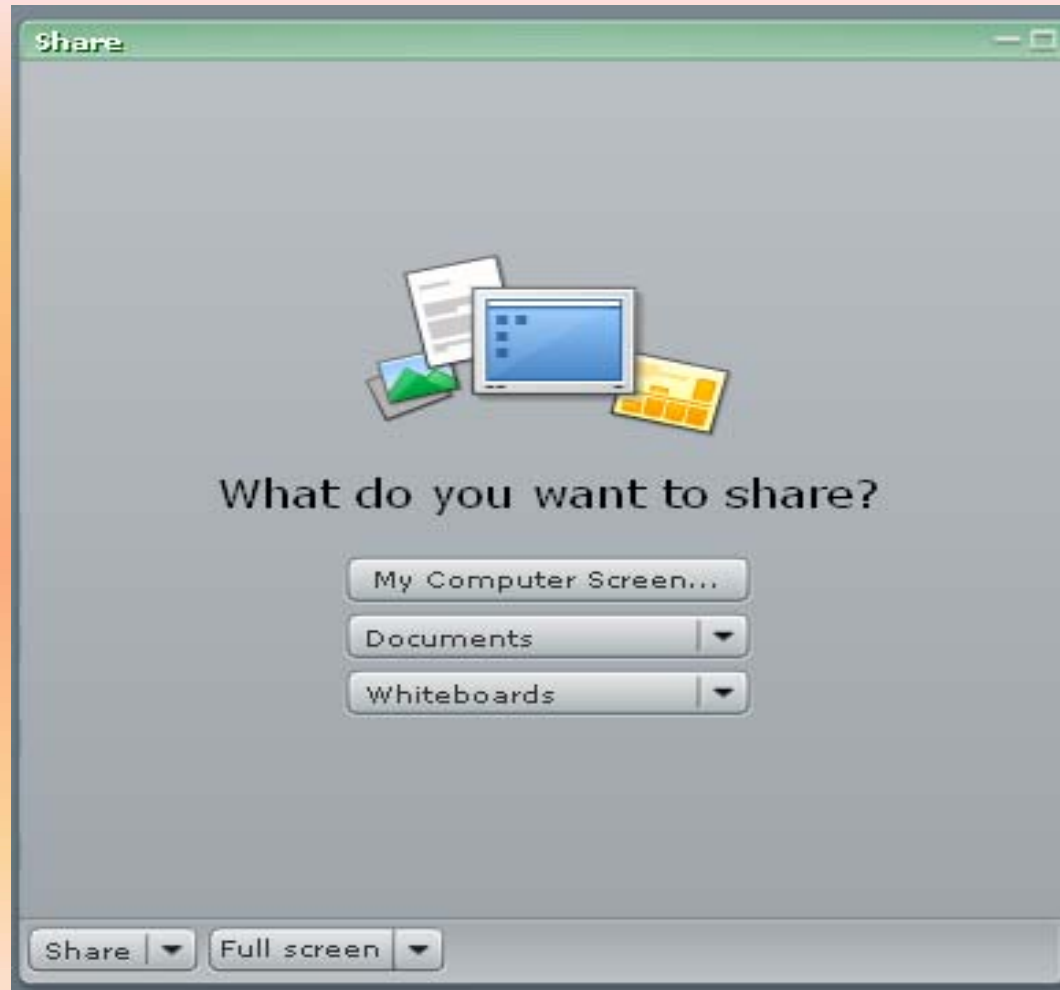 Share
What do you want to share?
My Computer Screen...
Documents
Whiteboards
Share Full screen